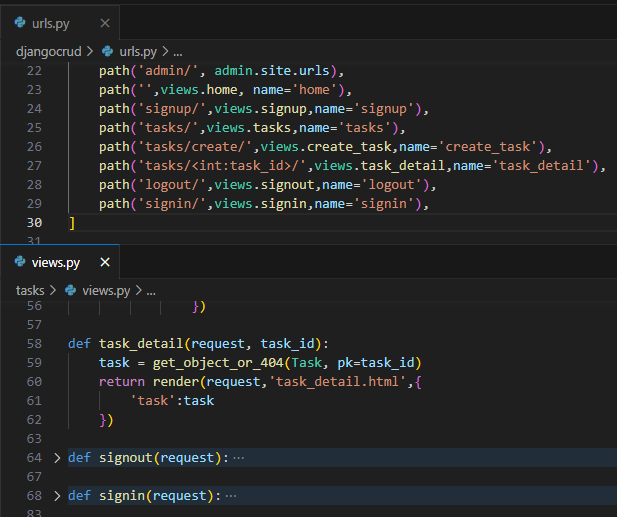 urls.py ×
djangocrud > urls.py > ...
22 path('admin/', admin.site.urls),
23 path('',views.home, name='home'),
24 path('signup/',views.signup,name='signup'),
25 path('tasks/',views.tasks,name='tasks'),
26 path('tasks/create/',views.create_task,name='create_task'),
27 path('tasks/<int:task_id>/',views.task_detail,name='task_detail'),
28 path('logout/',views.signout,name='logout'),
29 path('signin/',views.signin,name='signin'),
30 ]
31
views.py ×
tasks > views.py > ...
56 })
57
58 def task_detail(request, task_id):
59 task = get_object_or_404(Task, pk=task_id)
60 return render(request,'task_detail.html',{
61 'task':task
62 })
63
64 > def signout(request): ...
67
68 > def signin(request): ...
83